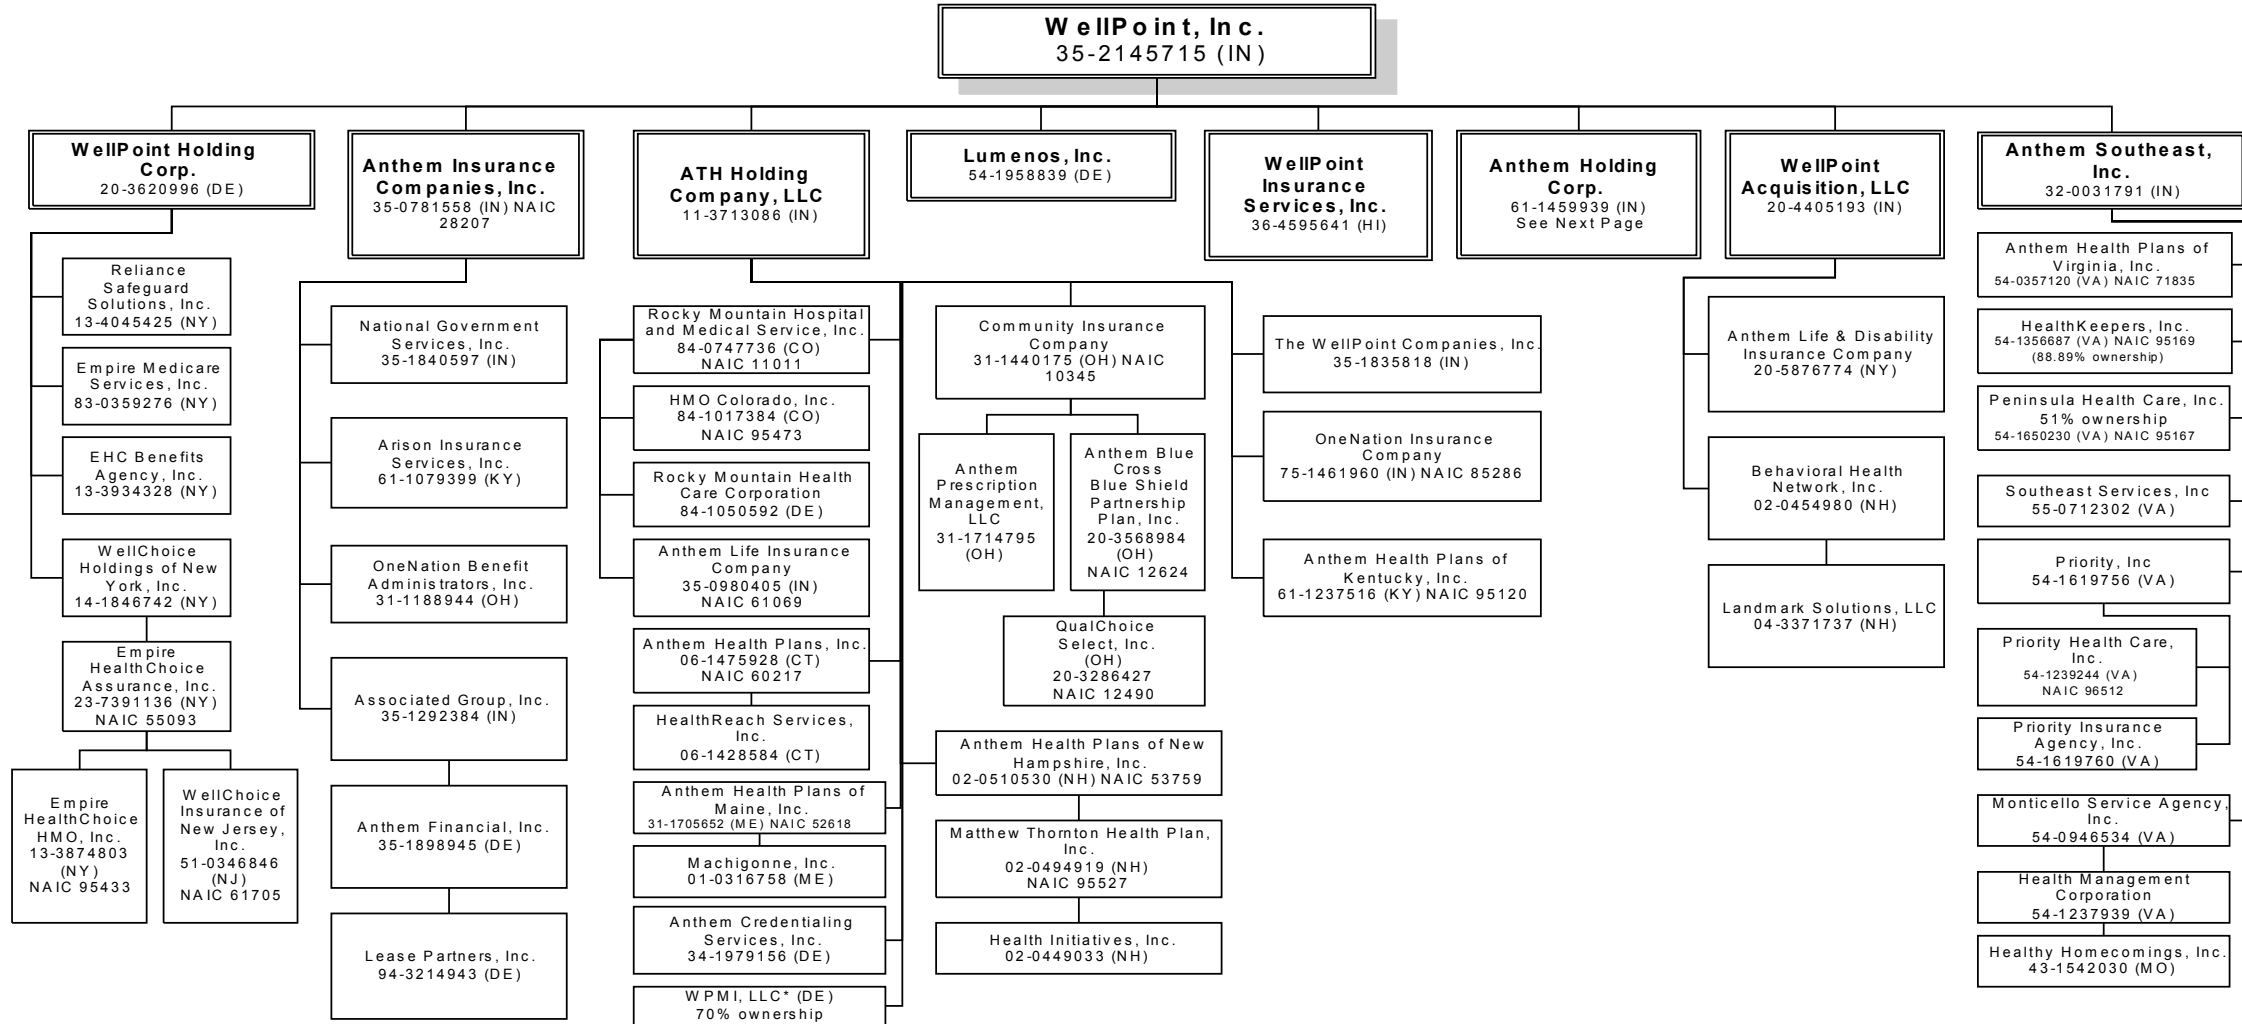 WellPoint, Inc.
35-2145715 (IN)
WellPoint Holding
Corp.
20-3620996 (DE)
Reliance
Safeguard
Solutions, Inc.
13-4045425 (NY)
Empire Medicare
Services, Inc.
83-0359276 (NY)
EHC Benefits
Agency, Inc.
13-3934328 (NY)
WellChoice
Holdings of New
York, Inc.
14-1846742 (NY)
Empire
HealthChoice
Assurance, Inc.
23-7391136 (NY)
NAIC 55093
Empire
HealthChoice
HMO, Inc.
13-3874803
(NY)
NAIC 95433
WellChoice
Insurance of
New Jersey,
Inc.
51-0346846
(NJ)
NAIC 61705
Anthem Insurance
Companies, Inc.
35-0781558 (IN) NAIC
28207
National Government
Services, Inc.
35-1840597 (IN)
Arison Insurance
Services, Inc.
61-1079399 (KY)
OneNation Benefit
Administrators, Inc.
31-1188944 (OH)
Associated Group, Inc.
35-1292384 (IN)
Anthem Financial, Inc.
35-1898945 (DE)
Lease Partners, Inc.
94-3214943 (DE)
ATH Holding
Company, LLC
11-3713086 (IN)
Rocky Mountain Hospital
and Medical Service, Inc.
84-0747736 (CO)
NAIC 11011
HMO Colorado, Inc.
84-1017384 (CO)
NAIC 95473
Rocky Mountain Health
Care Corporation
84-1050592 (DE)
Anthem Life Insurance
Company
35-0980405 (IN)
NAIC 61069
Anthem Health Plans, Inc.
06-1475928 (CT)
NAIC 60217
HealthReach Services,
Inc.
06-1428584 (CT)
Anthem Health Plans of
Maine, Inc.
31-1705652 (ME) NAIC 52618
Machigonne, Inc.
01-0316758 (ME)
Anthem Credentialing
Services, Inc.
34-1979156 (DE)
WPMI, LLC* (DE)
70% ownership
Community Insurance
Company
31-1440175 (OH) NAIC
10345
Anthem
Prescription
Management,
LLC
31-1714795
(OH)
Anthem Blue
Cross
Blue Shield
Partnership
Plan, Inc.
20-3568984
(OH)
NAIC 12624
QualChoice
Select, Inc.
(OH)
20-3286427
NAIC 12490
Anthem Health Plans of New
Hampshire, Inc.
02-0510530 (NH) NAIC 53759
Matthew Thornton Health Plan,
Inc.
02-0494919 (NH)
NAIC 95527
Health Initiatives, Inc.
02-0449033 (NH)
The WellPoint Companies, Inc.
35-1835818 (IN)
OneNation Insurance
Company
75-1461960 (IN) NAIC 85286
Anthem Health Plans of
Kentucky, Inc.
61-1237516 (KY) NAIC 95120
Lumenos, Inc.
54-1958839 (DE)
WellPoint
Insurance
Services, Inc.
36-4595641 (HI)
Anthem Holding
Corp.
61-1459939 (IN)
See Next Page
WellPoint
Acquisition, LLC
20-4405193 (IN)
Anthem Life & Disability
Insurance Company
20-5876774 (NY)
Behavioral Health
Network, Inc.
02-0454980 (NH)
Landmark Solutions, LLC
04-3371737 (NH)
Anthem Southeast,
Inc.
32-0031791 (IN)
Anthem Health Plans of
Virginia, Inc.
54-0357120 (VA) NAIC 71835
HealthKeepers, Inc.
54-1356687 (VA) NAIC 95169
(88.89% ownership)
Peninsula Health Care, Inc.
51% ownership
54-1650230 (VA) NAIC 95167
Southeast Services, Inc
55-0712302 (VA)
Priority, Inc
54-1619756 (VA)
Priority Health Care,
Inc.
54-1239244 (VA)
NAIC 96512
Priority Insurance
Agency, Inc.
54-1619760 (VA)
Monticello Service Agency,
Inc.
54-0946534 (VA)
Health Management
Corporation
54-1237939 (VA)
Healthy Homecomings, Inc.
43-1542030 (MO)